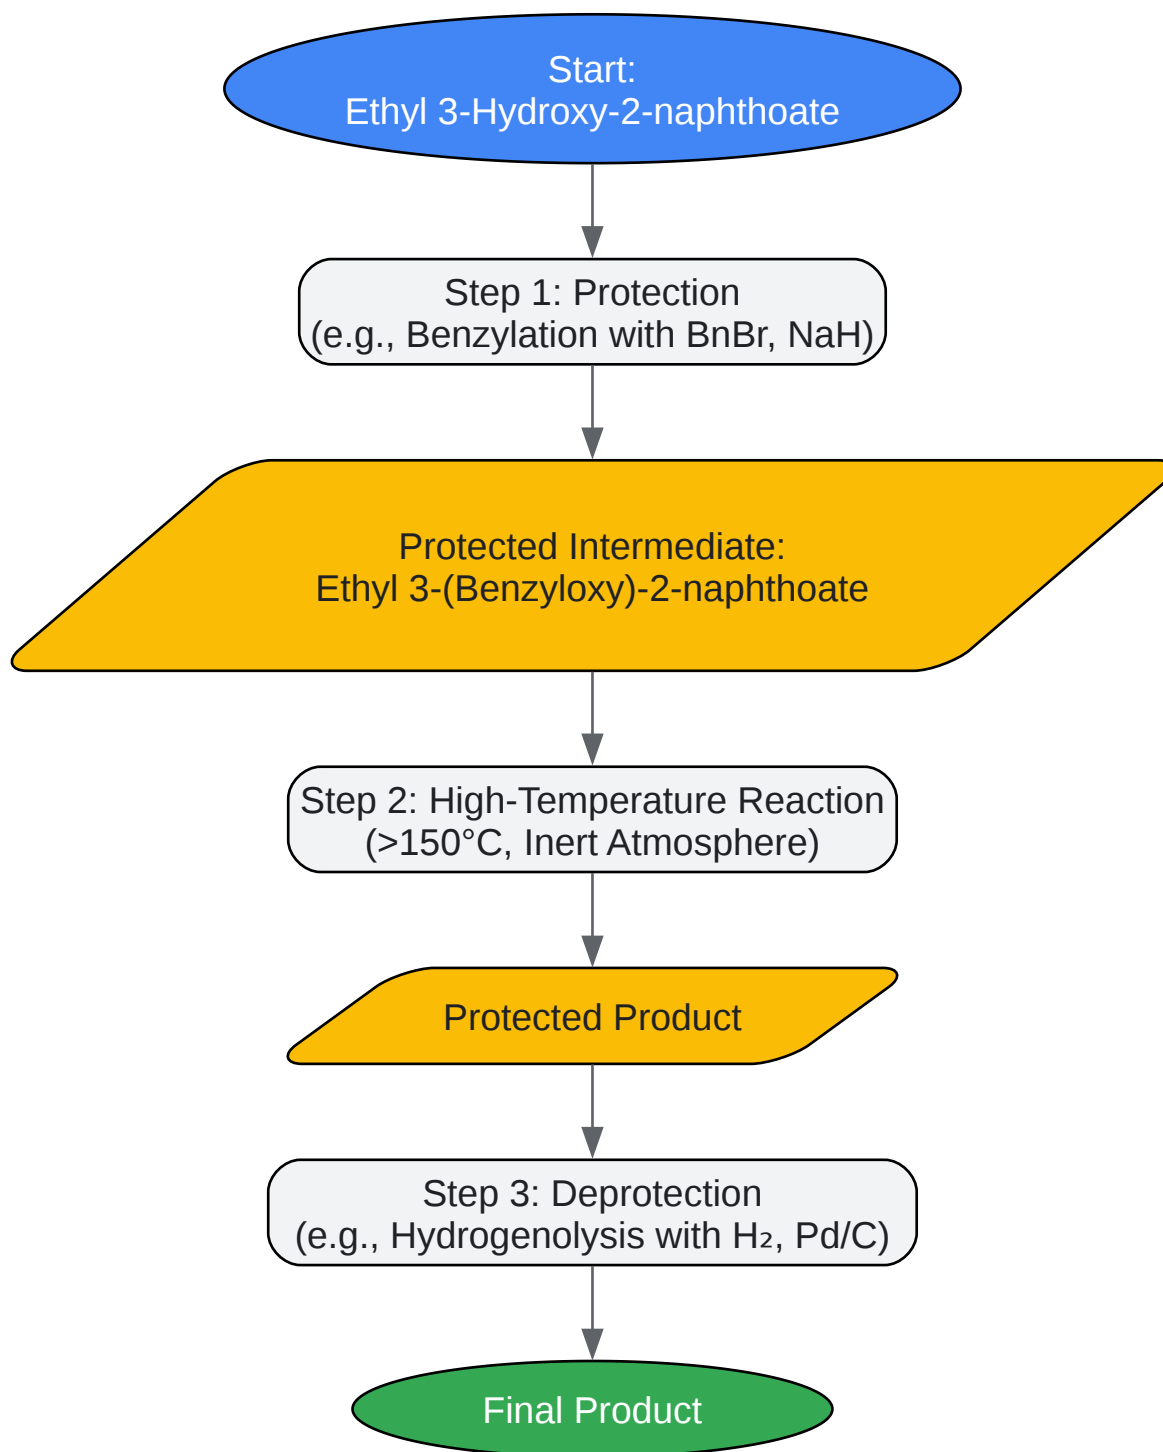 Start:
Ethyl 3-Hydroxy-2-naphthoate
Step 1: Protection
(e.g., Benzylation with BnBr, NaH)
Protected Intermediate:
Ethyl 3-(Benzyloxy)-2-naphthoate
Step 2: High-Temperature Reaction
(>150°C, Inert Atmosphere)
Protected Product
Step 3: Deprotection
(e.g., Hydrogenolysis with H₂, Pd/C)
Final Product